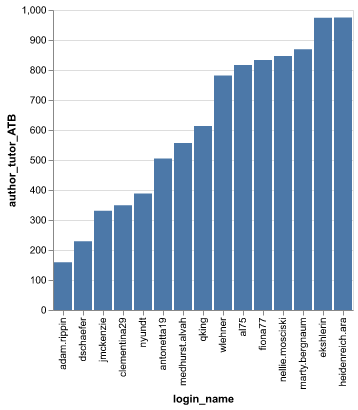 1,000
900
800
700
600
500
400
300
200
100
0
author_tutor_ATB
adam.rippin
dschaefer
jmckenzie
clementina29
nyundt
antonetta19
medhurst.alvah
qking
wlehner
al75
fiona77
nellie.mosciski
marty.bergnaum
ekshlerin
heidenreich.ara
login_name